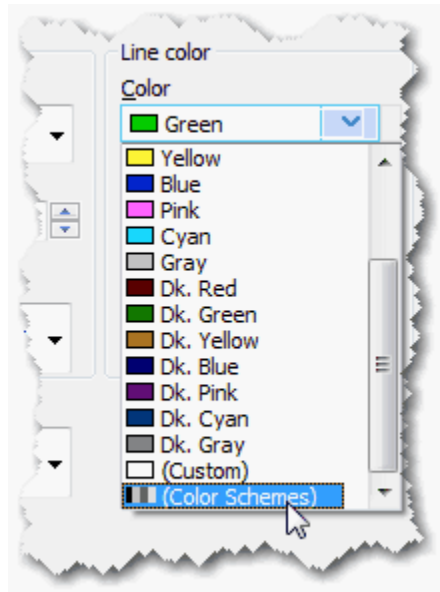 Line color
Color
Green
Yellow
Blue
Pink
Cyan
Gray
Dk. Red
Dk. Green
Dk. Yellow
Dk. Blue
Dk. Pink
Dk. Cyan
Dk. Gray
(Custom)
(Color Schemes)